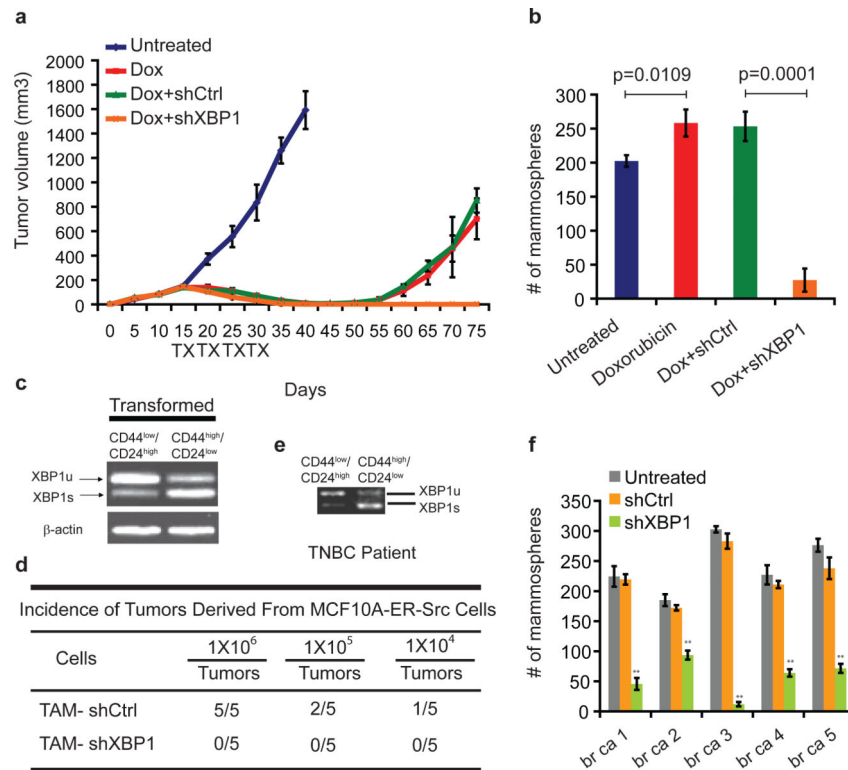 a
Untreated
Dox
Dox+shCtrl
Dox+shXBP1
Tumor volume (mm3)
2000
1800
1600
1400
1200
1000
800
600
400
200
0
0 5 10 15 20 25 30 35 40 45 50 55 60 65 70 75
TXTXTXTX
Days
b
p=0.0109
p=0.0001
# of mammospheres
300
250
200
150
100
50
0
Untreated
Doxorubicin
Dox+shCtrl
Dox+shXBP1
c
Transformed
CD44low/ CD44high/
CD24high CD24low
XBP1u
XBP1s
β-actin
e
CD44low/ CD44high/
CD24high CD24low
XBP1u
XBP1s
TNBC Patient
d
Incidence of Tumors Derived From MCF10A-ER-Src Cells
Cells
1X10⁶ 1X10⁵ 1X10⁴
Tumors Tumors Tumors
TAM- shCtrl 5/5 2/5 1/5
TAM- shXBP1 0/5 0/5 0/5
f
Untreated
shCtrl
shXBP1
# of mammospheres
350
300
250
200
150
100
50
0
**
**
**
**
**
br ca 1
br ca 2
br ca 3
br ca 4
br ca 5